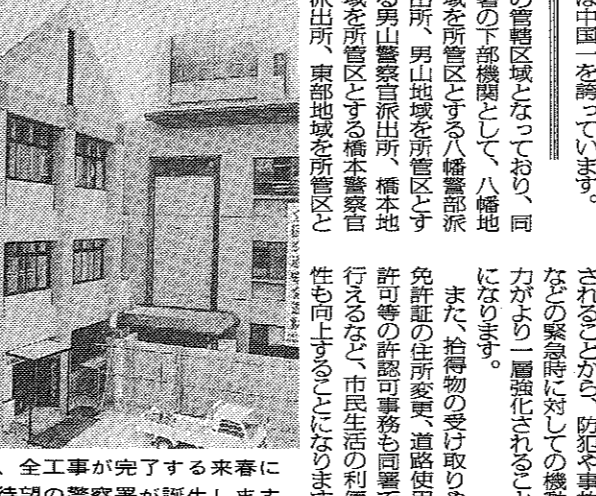 は中国一を誇っています。
の管轄区域となっており、同
署の下部機関として、八幡地
域を所管区とする八幡警部派
出所、男山地域を所管区とす
る男山警察官派出所、橋本地
域を所管区とする橋本警察官
派出所、東部地域を所管区と
されることから、防犯や事
などの緊急時に対しての機動
力がより一層強化されること
になります。
また、拾得物の受け取りや
免許証の住所変更、道路使用
許可等の許認可事務も同署で
行えるなど、市民生活の利便
性も向上することになります
、全工事が完了する来春に
待望の警察署が誕生します